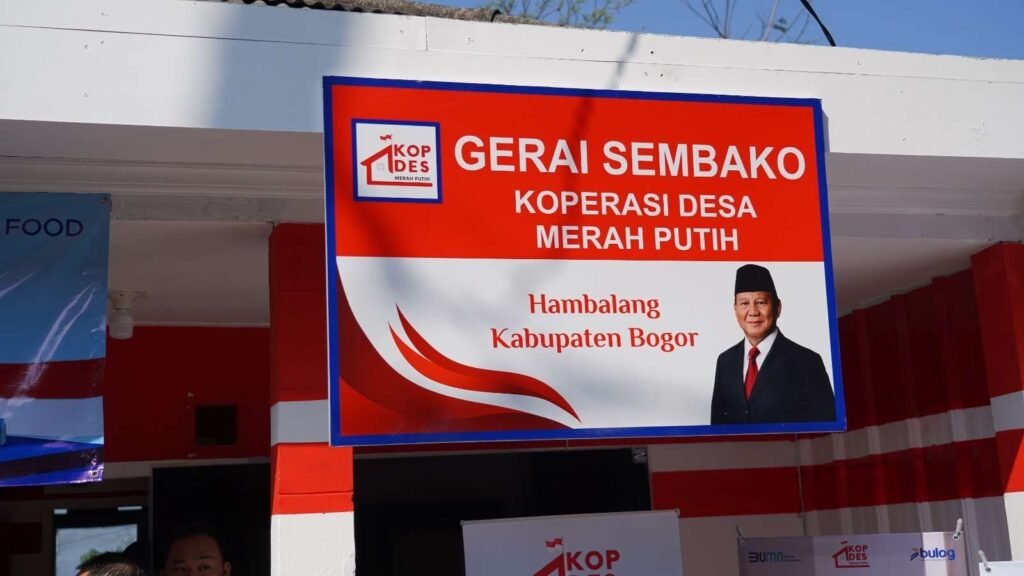 FOOD
KOP
DES
MERAH PUTIH
GERAI SEMBAKO
KOPERASI DESA
MERAH PUTIH
Hambalang
Kabupaten Bogor
KOP
DES
BUMN
KOP
DES
bulog